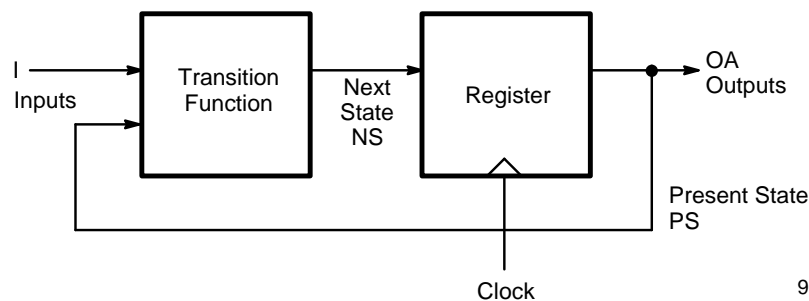 I
Inputs
Transition
Function
Next
State
NS
Register
OA
Outputs
Present State
PS
Clock
9